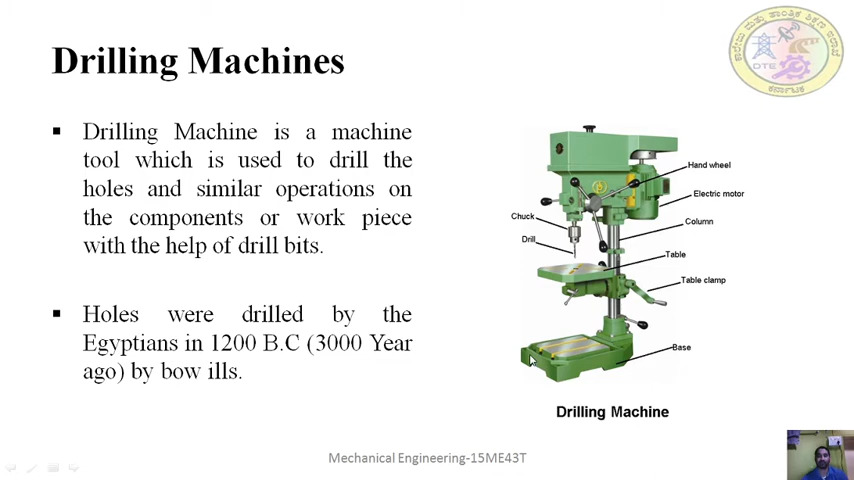 Drilling Machines
Drilling Machine is a machine
tool which is used to drill the
holes and similar operations on
the components or work piece
with the help of drill bits.
Holes were drilled by the
Egyptians in 1200 B.C (3000 Year
ago) by bow ills.
Hand wheel
Electric motor
Chuck
Column
Drill
Table
Table clamp
Base
Drilling Machine
Mechanical Engineering-15ME43T
DTE
ಕರ್ನಾಟಕ